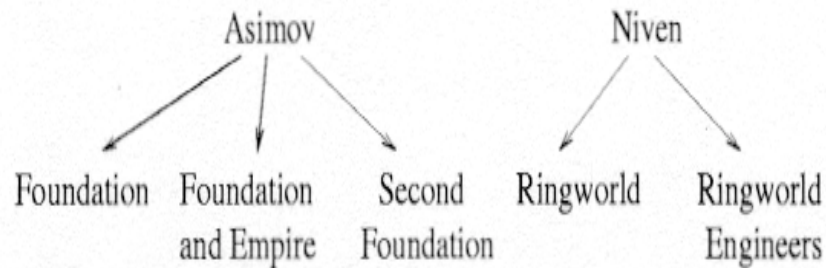 Asimov Niven
Foundation Foundation Second Ringworld Ringworld
and Empire Foundation Engineers